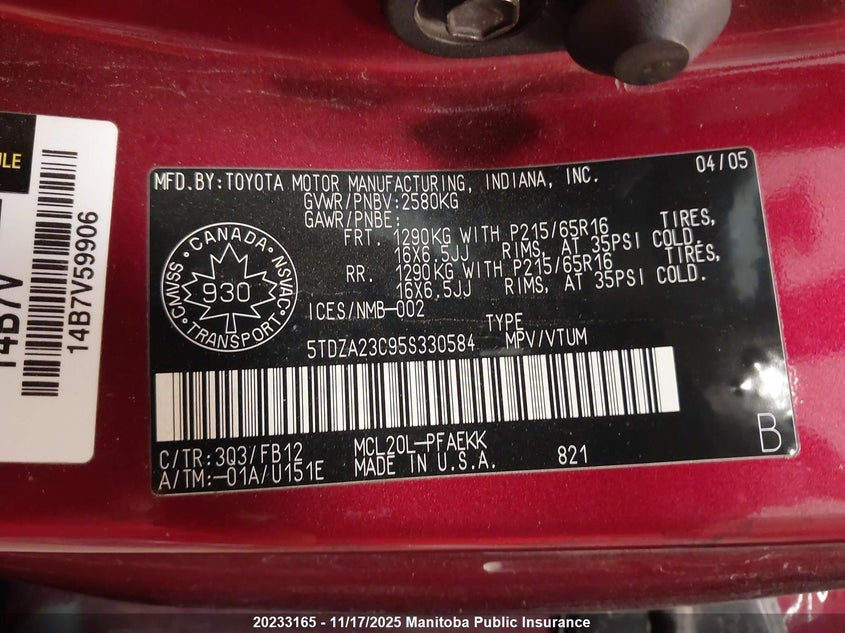 04/05
MFD.BY:TOYOTA MOTOR MANUFACTURING, INDIANA, INC.
GVWR/PNBV:2580KG
GAWR/PNBE:
FRT. 1290KG WITH P215/65R16 TIRES,
16X6.5JJ RIMS, AT 35PSI COLD.
RR. 1290KG WITH P215/65R16 TIRES,
16X6.5JJ RIMS, AT 35PSI COLD.
ICES/NMB-002
CANADA
CMVSS NSVAC
930
TRANSPORT
TYPE
5TDZA23C95S330584 MPV/VTUM
C/TR:3Q3/FB12 MCL20L-PFAEKK
A/TM:-01A/U151E MADE IN U.S.A. 821
B
14B7V
14B7V59906
20233165 - 11/17/2025 Manitoba Public Insurance